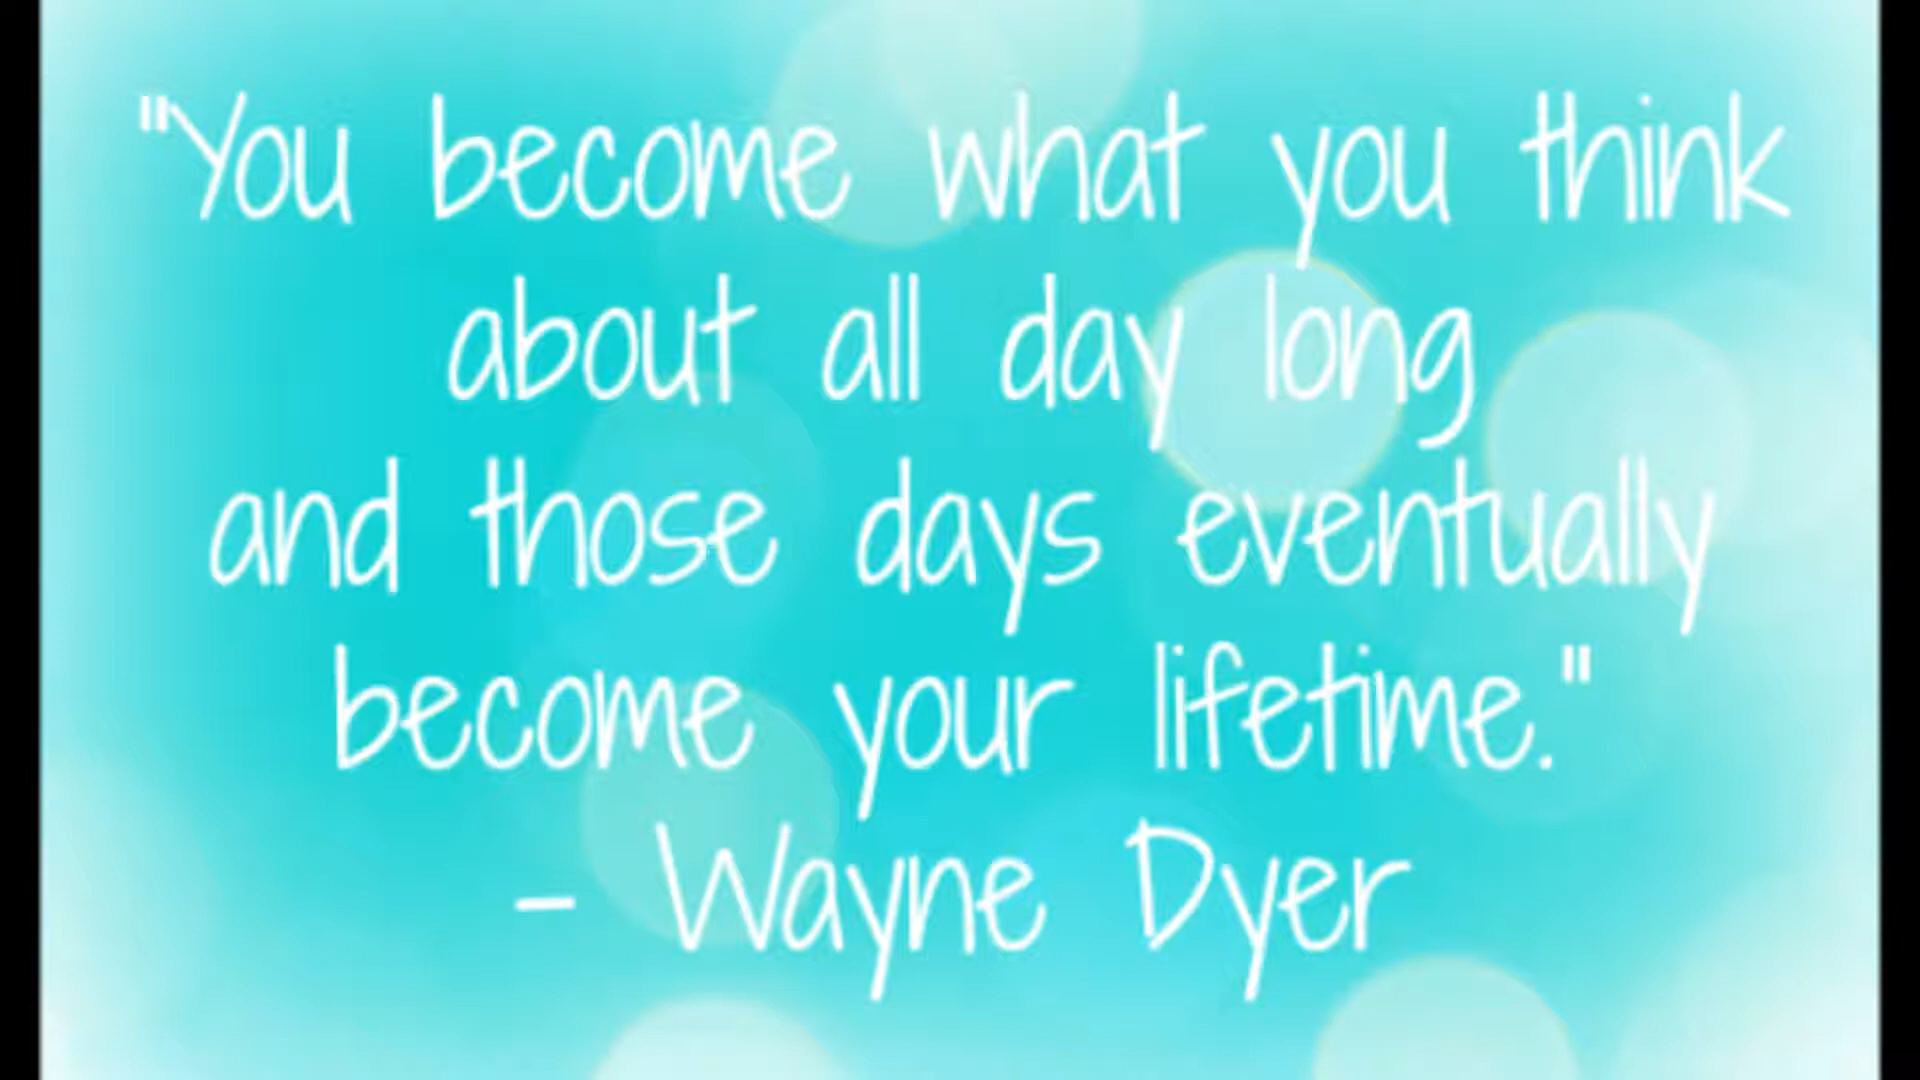 "You become what you think
about all day long
and those days eventually
become your lifetime."
- Wayne Dyer